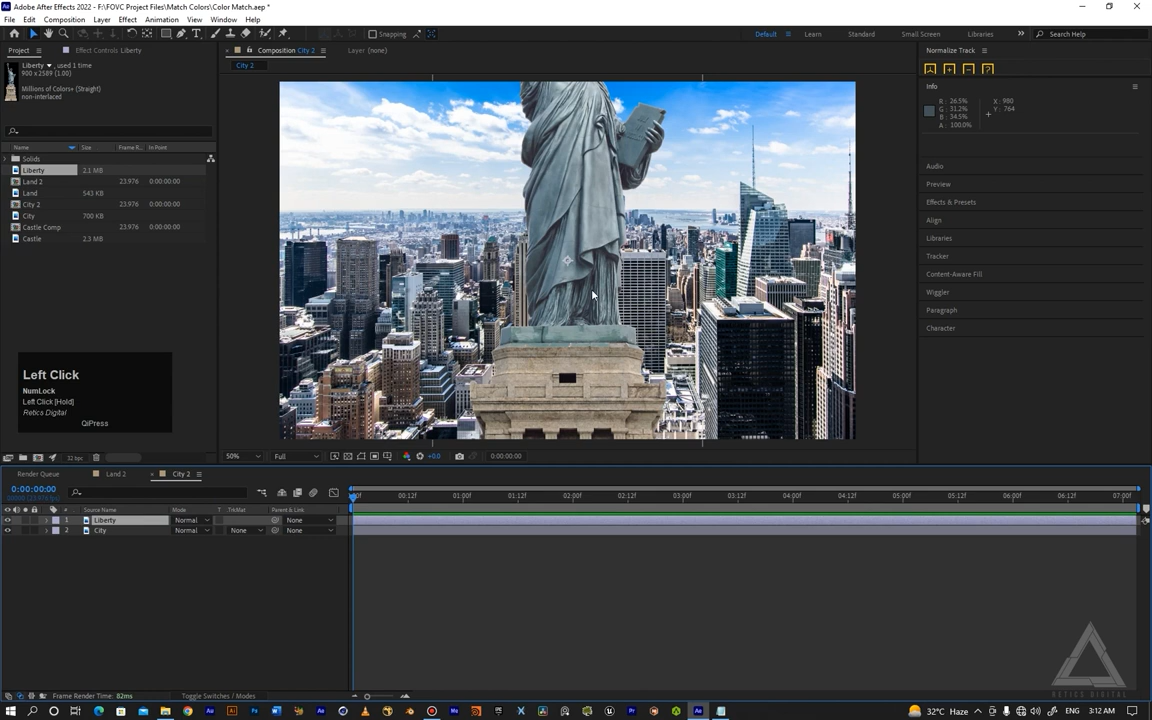 Adobe After Effects 2022 - F:\FOVC Project Files\Match Colors\Color Match.aep *
File Edit Composition Layer Effect Animation View Window Help
Snapping
Default Learn Standard Small Screen Libraries Search Help
Project Effect Controls Liberty
Composition City 2 Layer (none)
Normalize Track
City 2
Liberty , used 1 time
900 x 2589 (1.00)
Millions of Colors+ (Straight)
non-interlaced
Info
R: 26.5%
G: 31.2%
B: 34.5%
A: 100.0%
X: 980
Y: 764
Name Size Frame R... In Point
Solids
Liberty 2.1 MB
Land 2 23.976 0:00:00:00
Land 543 KB
City 2 23.976 0:00:00:00
City 700 KB
Castle Comp 23.976 0:00:00:00
Castle 2.3 MB
Audio
Preview
Effects & Presets
Align
Libraries
Tracker
Content-Aware Fill
Wiggler
Paragraph
Character
Left Click
NumLock
Left Click [Hold]
Retics Digital
QiPress
32 bpc
50% Full +0.0 0:00:00:00
Render Queue Land 2 City 2
0:00:00:00
00:12f 01:00f 01:12f 02:00f 02:12f 03:00f 03:12f 04:00f 04:12f 05:00f 05:12f 06:00f 06:12f 07:00f
# Source Name Mode T TrkMat Parent & Link
1 Liberty Normal None
2 City Normal None None
Frame Render Time: 82ms Toggle Switches / Modes
RETICS DIGITAL
32°C Haze ENG 3:12 AM